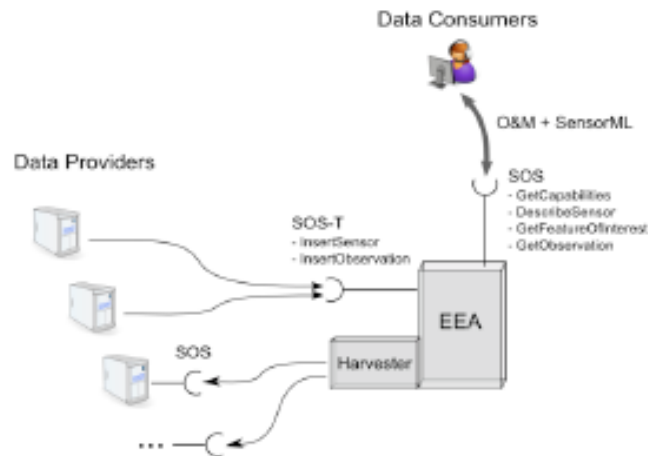 Data Consumers
O&M + SensorML
Data Providers
SOS
- GetCapabilities
- DescribeSensor
- GetFeatureOfInterest
- GetObservation
SOS-T
- InsertSensor
- InsertObservation
EEA
Harvester
SOS
...